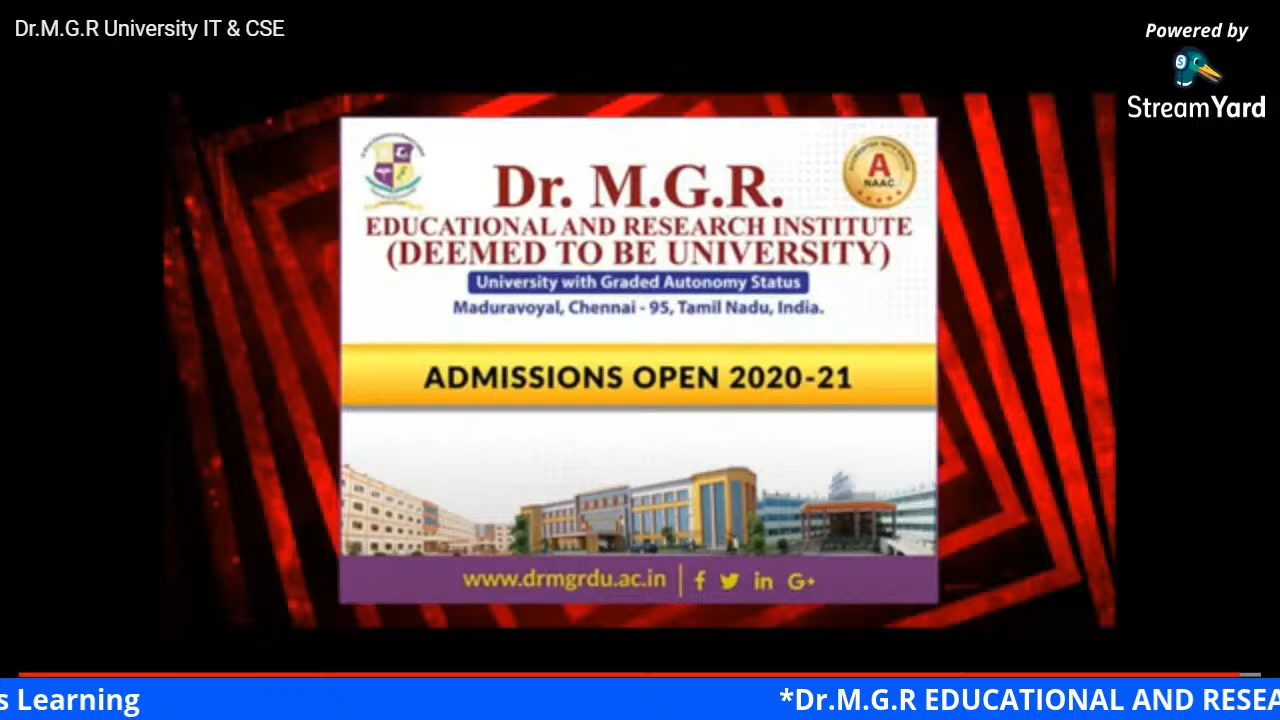 Dr.M.G.R University IT & CSE
Powered by
StreamYard
A
NAAC
Dr. M.G.R.
EDUCATIONAL AND RESEARCH INSTITUTE
(DEEMED TO BE UNIVERSITY)
University with Graded Autonomy Status
Maduravoyal, Chennai - 95, Tamil Nadu, India.
ADMISSIONS OPEN 2020-21
www.drmgrdu.ac.in | f in G+
s Learning
*Dr.M.G.R EDUCATIONAL AND RESEA